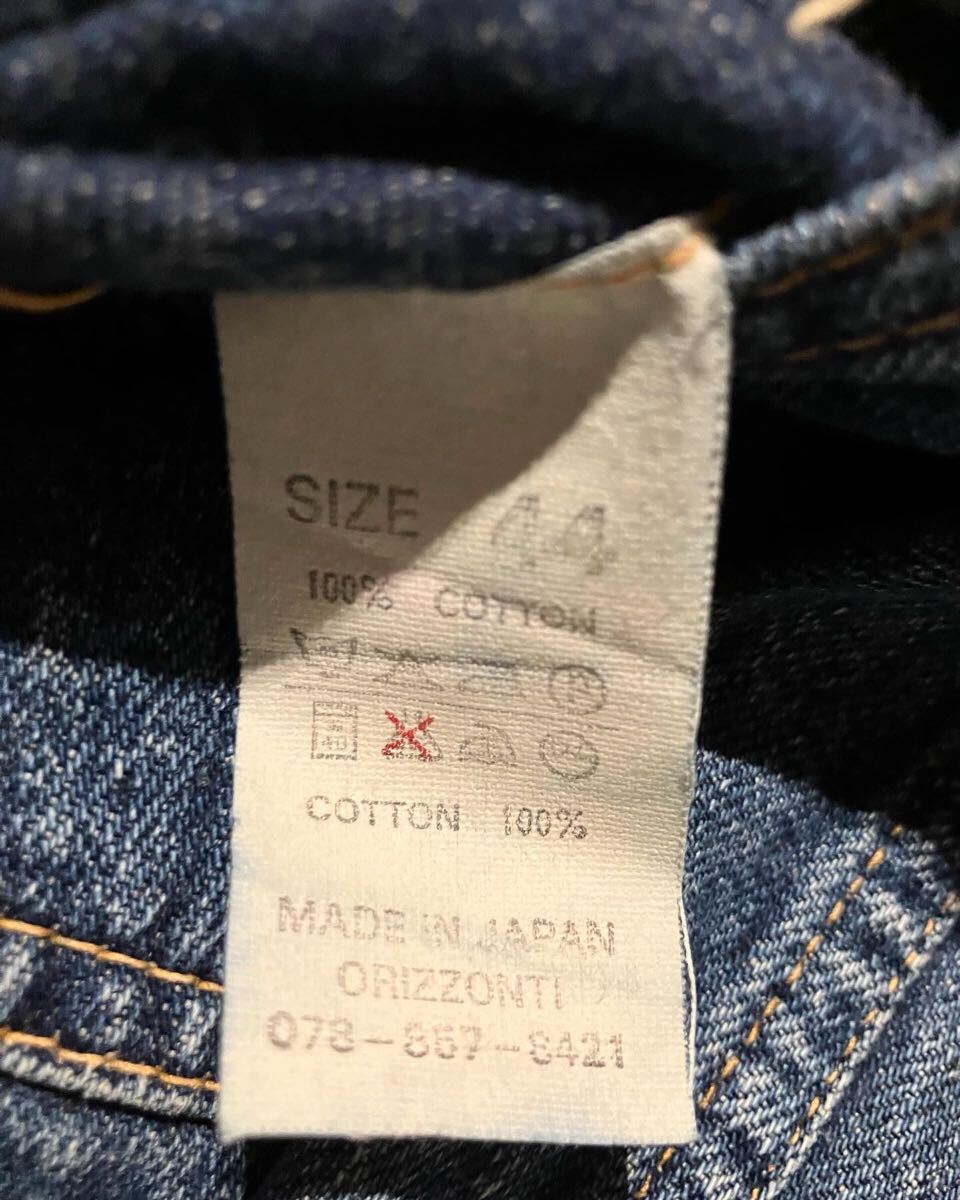 SIZE 44
100% COTTON
COTTON 100%
MADE IN JAPAN
ORIZZONTI
078-857-8421